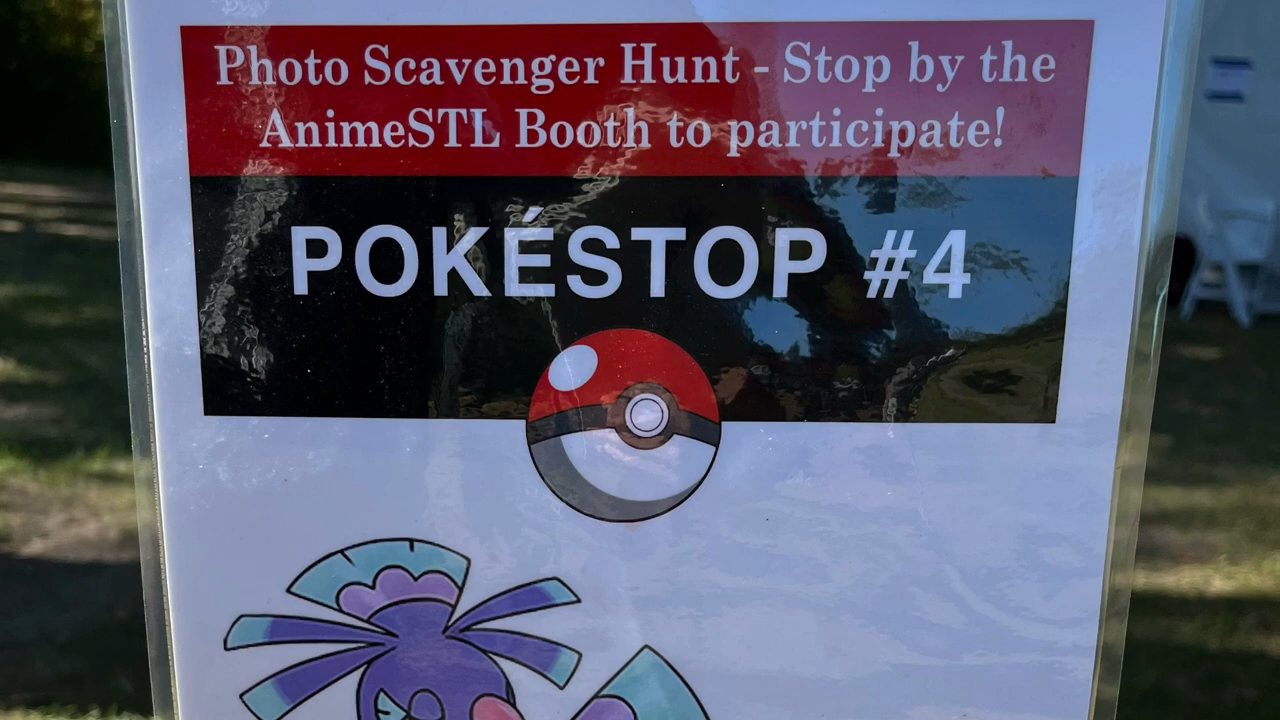 Photo Scavenger Hunt - Stop by the
AnimeSTL Booth to participate!
POKÉSTOP #4